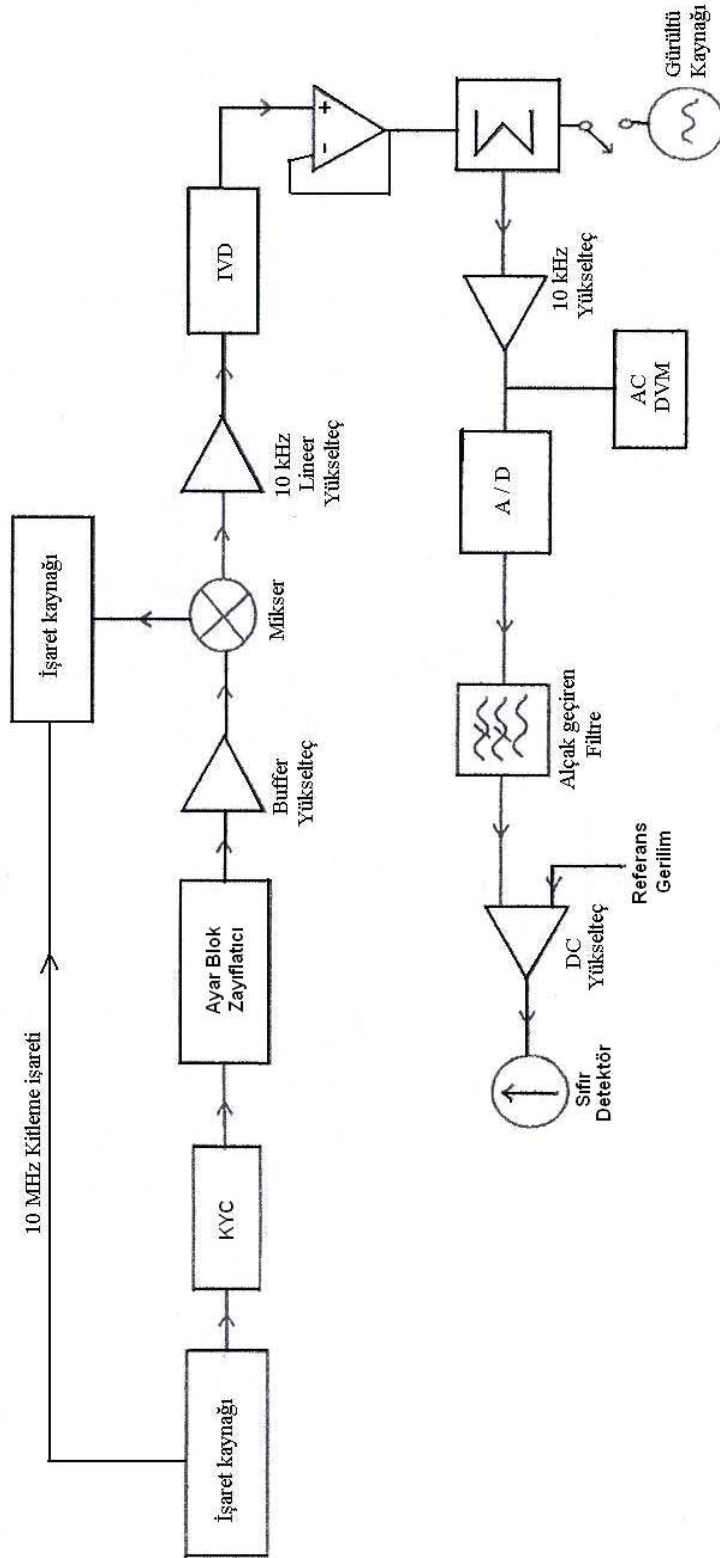 10 MHz Kitleme işareti
İşaret kaynağı
İşaret kaynağı
KYC
Ayar Blok
Zayıflatıcı
Buffer
Yükselteç
Mikser
10 kHz
Lineer
Yükselteç
IVD
-
+
Σ
Gürültü
Kaynağı
10 kHz
Yükselteç
AC
DVM
A / D
Alçak geçiren
Filtre
Referans
Gerilim
DC
Yükselteç
Sıfır
Detektör